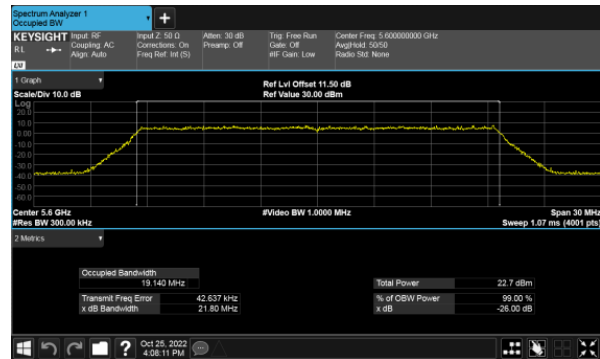 Spectrum Analyzer 1
Occupied BW
KEYSIGHT Input: RF Input Z: 50 Ω Atten: 30 dB Trig: Free Run Center Freq: 5.600000000 GHz
RL Coupling: AC Corrections: On Preamp: Off Gate: Off Avg|Hold: 50/50
Align: Auto Freq Ref: Int (S) #IF Gain: Low Radio Std: None
LXI
1 Graph
Ref Lvl Offset 11.50 dB
Scale/Div 10.0 dB Ref Value 30.00 dBm
Log
20.0
10.0
0.00
-10.0
-20.0
-30.0
-40.0
-50.0
-60.0
Center 5.6 GHz #Video BW 1.0000 MHz Span 30 MHz
#Res BW 300.00 kHz Sweep 1.07 ms (4001 pts)
2 Metrics
Occupied Bandwidth
19.140 MHz Total Power 22.7 dBm
Transmit Freq Error 42.637 kHz % of OBW Power 99.00 %
x dB Bandwidth 21.80 MHz x dB -26.00 dB
Oct 25, 2022
4:08:11 PM